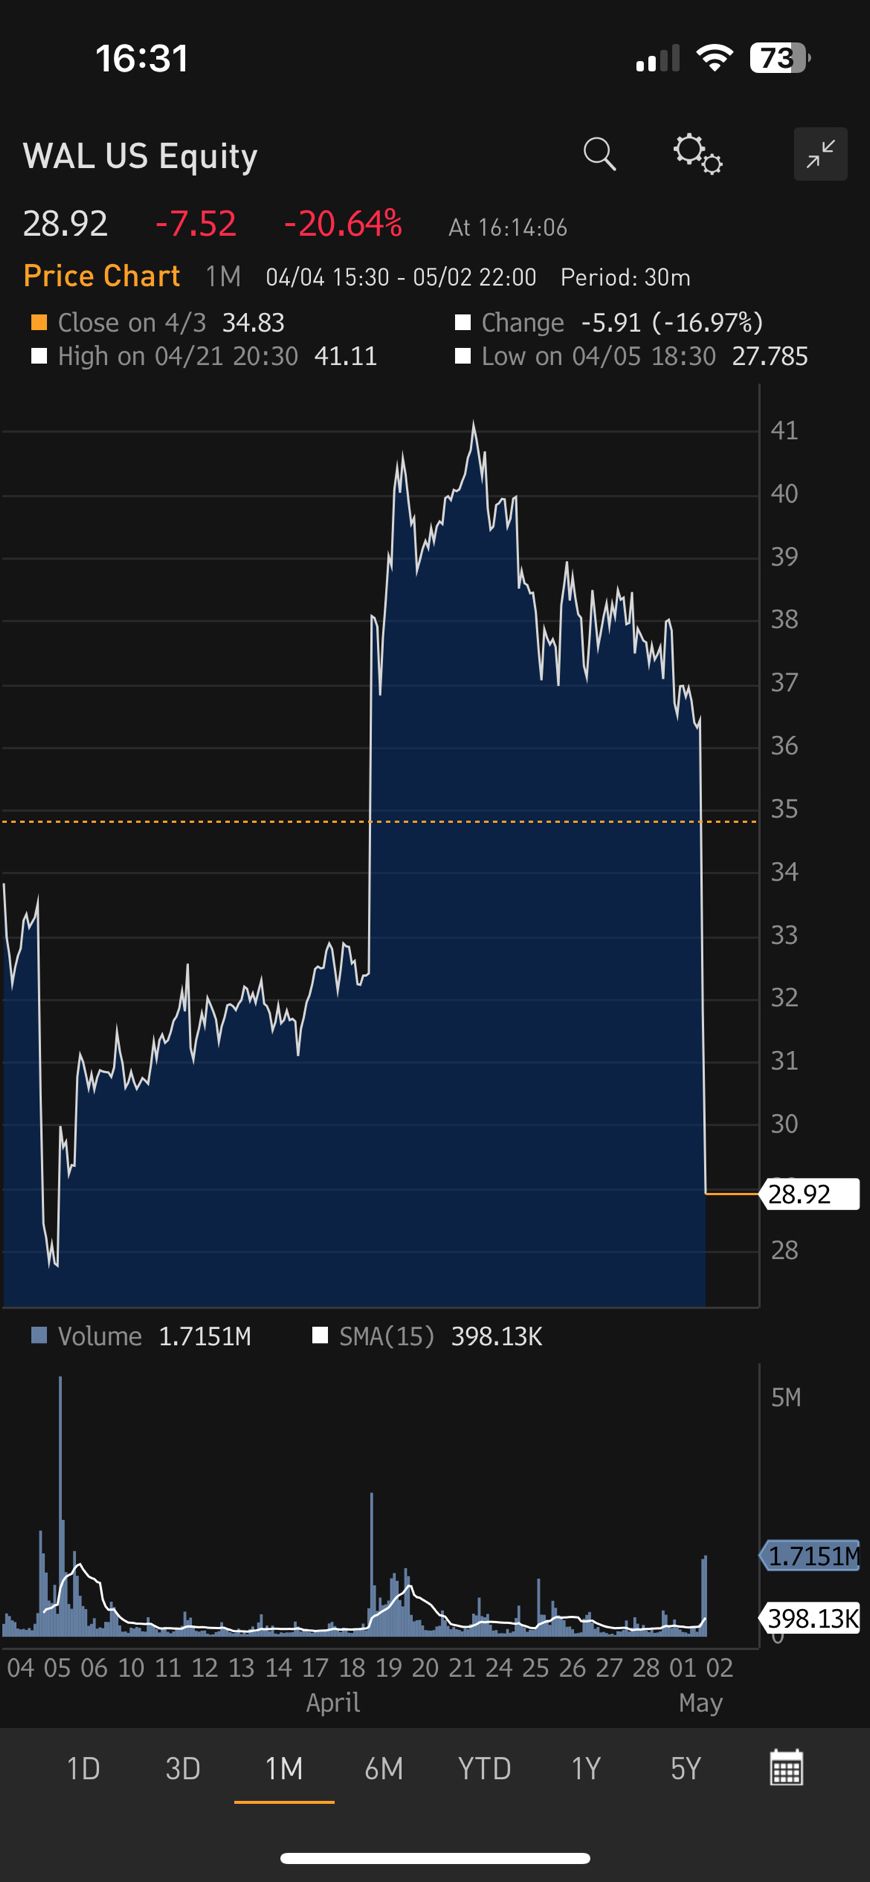 16:31 73
WAL US Equity
28.92 -7.52 -20.64% At 16:14:06
Price Chart 1M 04/04 15:30 - 05/02 22:00 Period: 30m
Close on 4/3 34.83 Change -5.91 (-16.97%)
High on 04/21 20:30 41.11 Low on 04/05 18:30 27.785
41
40
39
38
37
36
35
34
33
32
31
30
28.92
28
Volume 1.7151M SMA(15) 398.13K
5M
1.7151M
398.13K
0
04 05 06 10 11 12 13 14 17 18 19 20 21 24 25 26 27 28 01 02
April May
1D 3D 1M 6M YTD 1Y 5Y